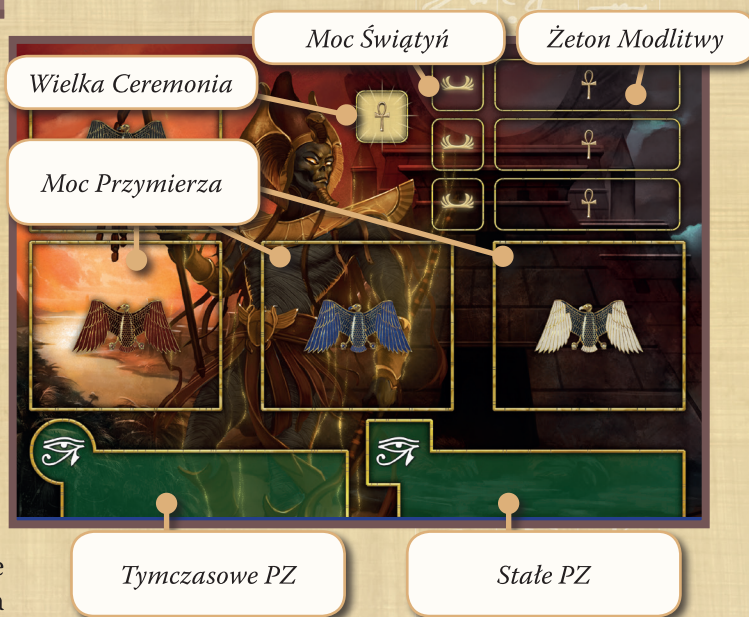 Moc Świątyń
Żeton Modlitwy
Wielka Ceremonia
Moc Przymierza
Tymczasowe PZ
Stałe PZ
e